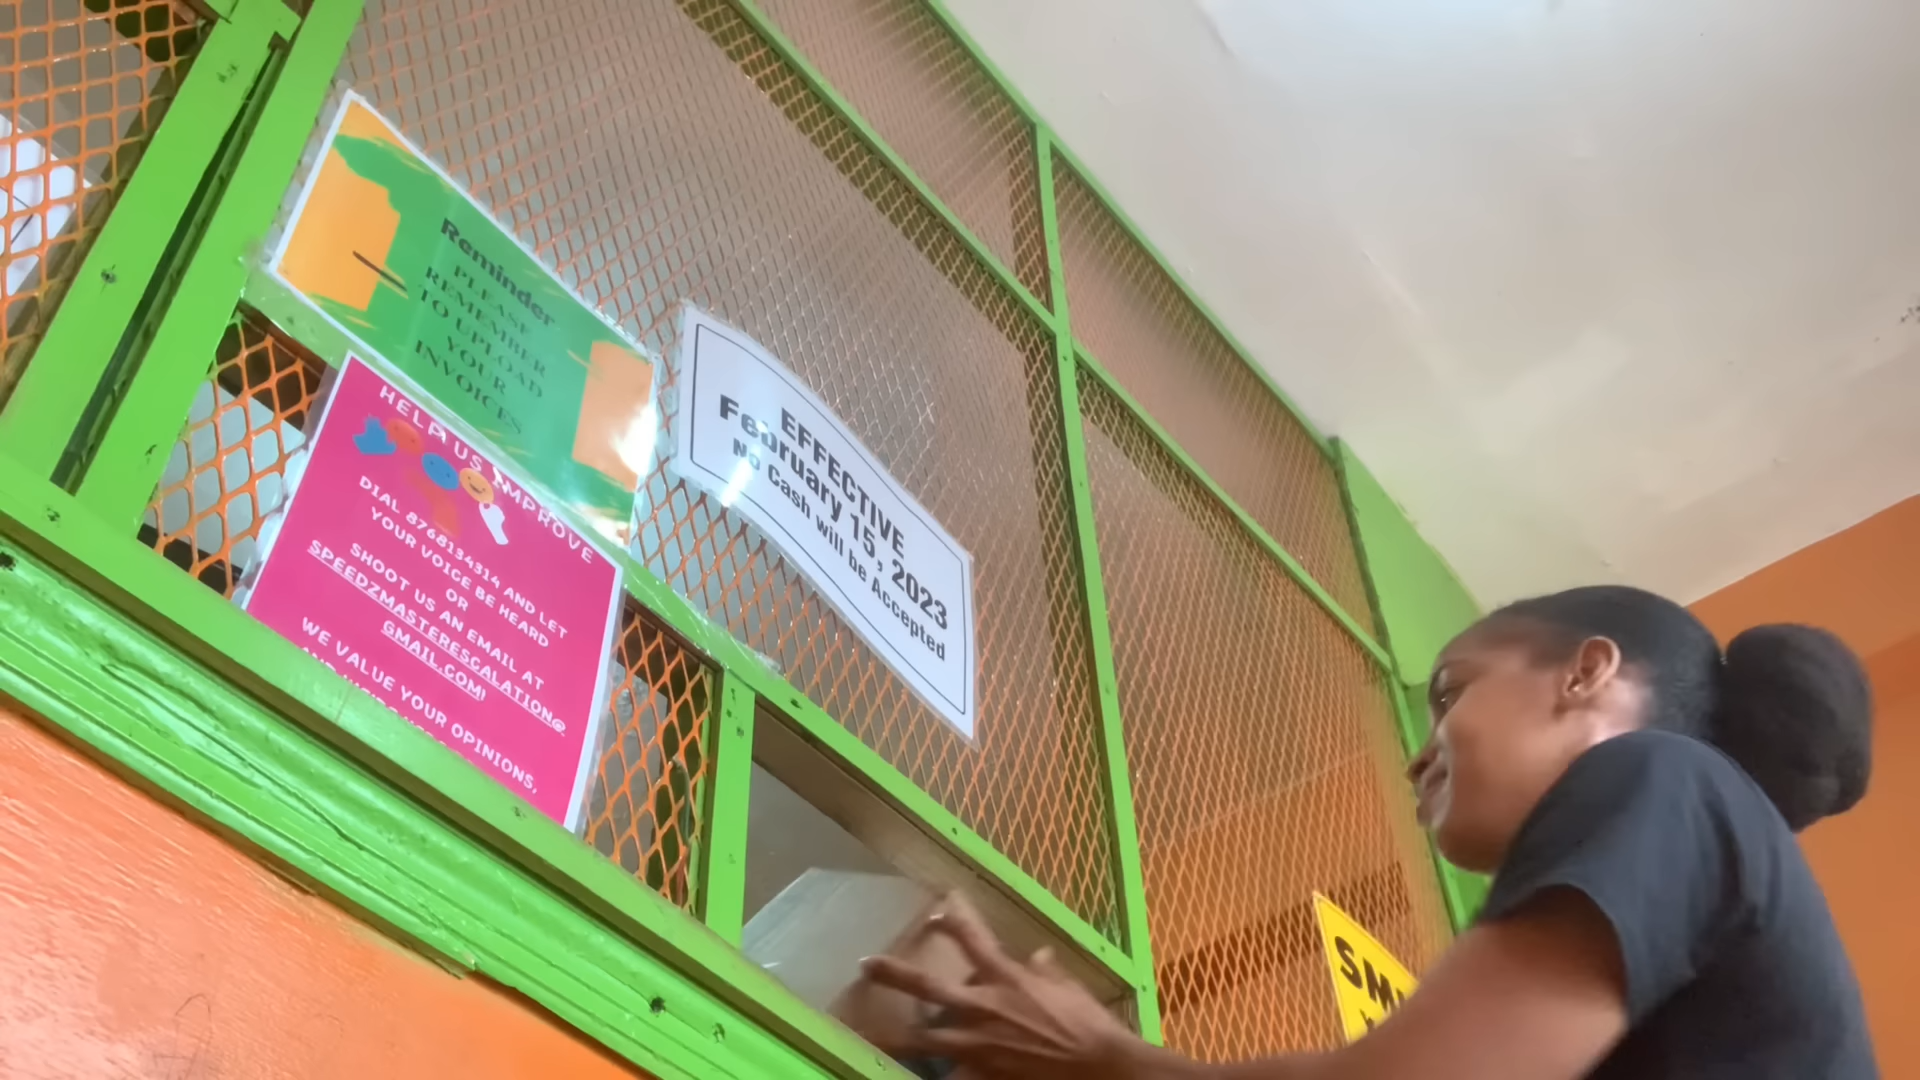 Reminder
PLEASE
REMEMBER
TO UPLOAD
YOUR
INVOICES
HELP US IMPROVE
DIAL 8768134314 AND LET
YOUR VOICE BE HEARD
OR
SHOOT US AN EMAIL AT
SPEEDZMASTERESCALATION@
GMAIL.COM!
WE VALUE YOUR OPINIONS,
EFFECTIVE
February 15, 2023
No Cash will be Accepted